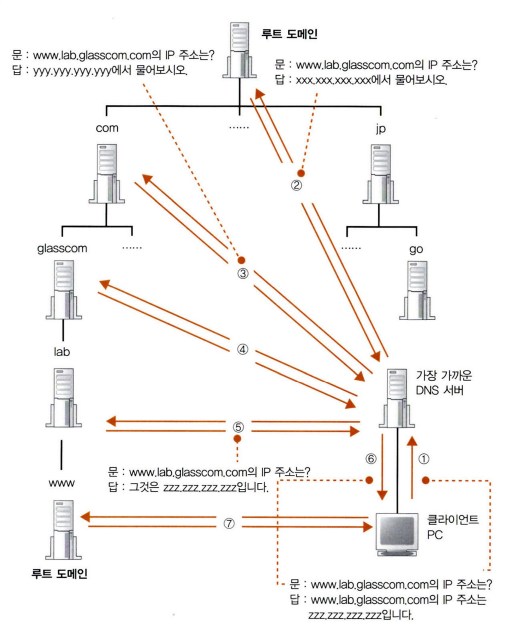 루트 도메인
문 : www.lab.glasscom.com의 IP 주소는?
답 : yyy.yyy.yyy.yyy에서 물어보시오.
문 : www.lab.glasscom.com의 IP 주소는?
답 : xxx.xxx.xxx.xxx에서 물어보시오.
com
......
jp
②
glasscom
......
③
......
go
④
lab
가장 가까운
DNS 서버
⑤
⑥
①
문 : www.lab.glasscom.com의 IP 주소는?
답 : 그것은 zzz.zzz.zzz.zzz입니다.
www
⑦
클라이언트
PC
루트 도메인
문 : www.lab.glasscom.com의 IP 주소는?
답 : www.lab.glasscom.com의 IP 주소는
zzz.zzz.zzz.zzz입니다.